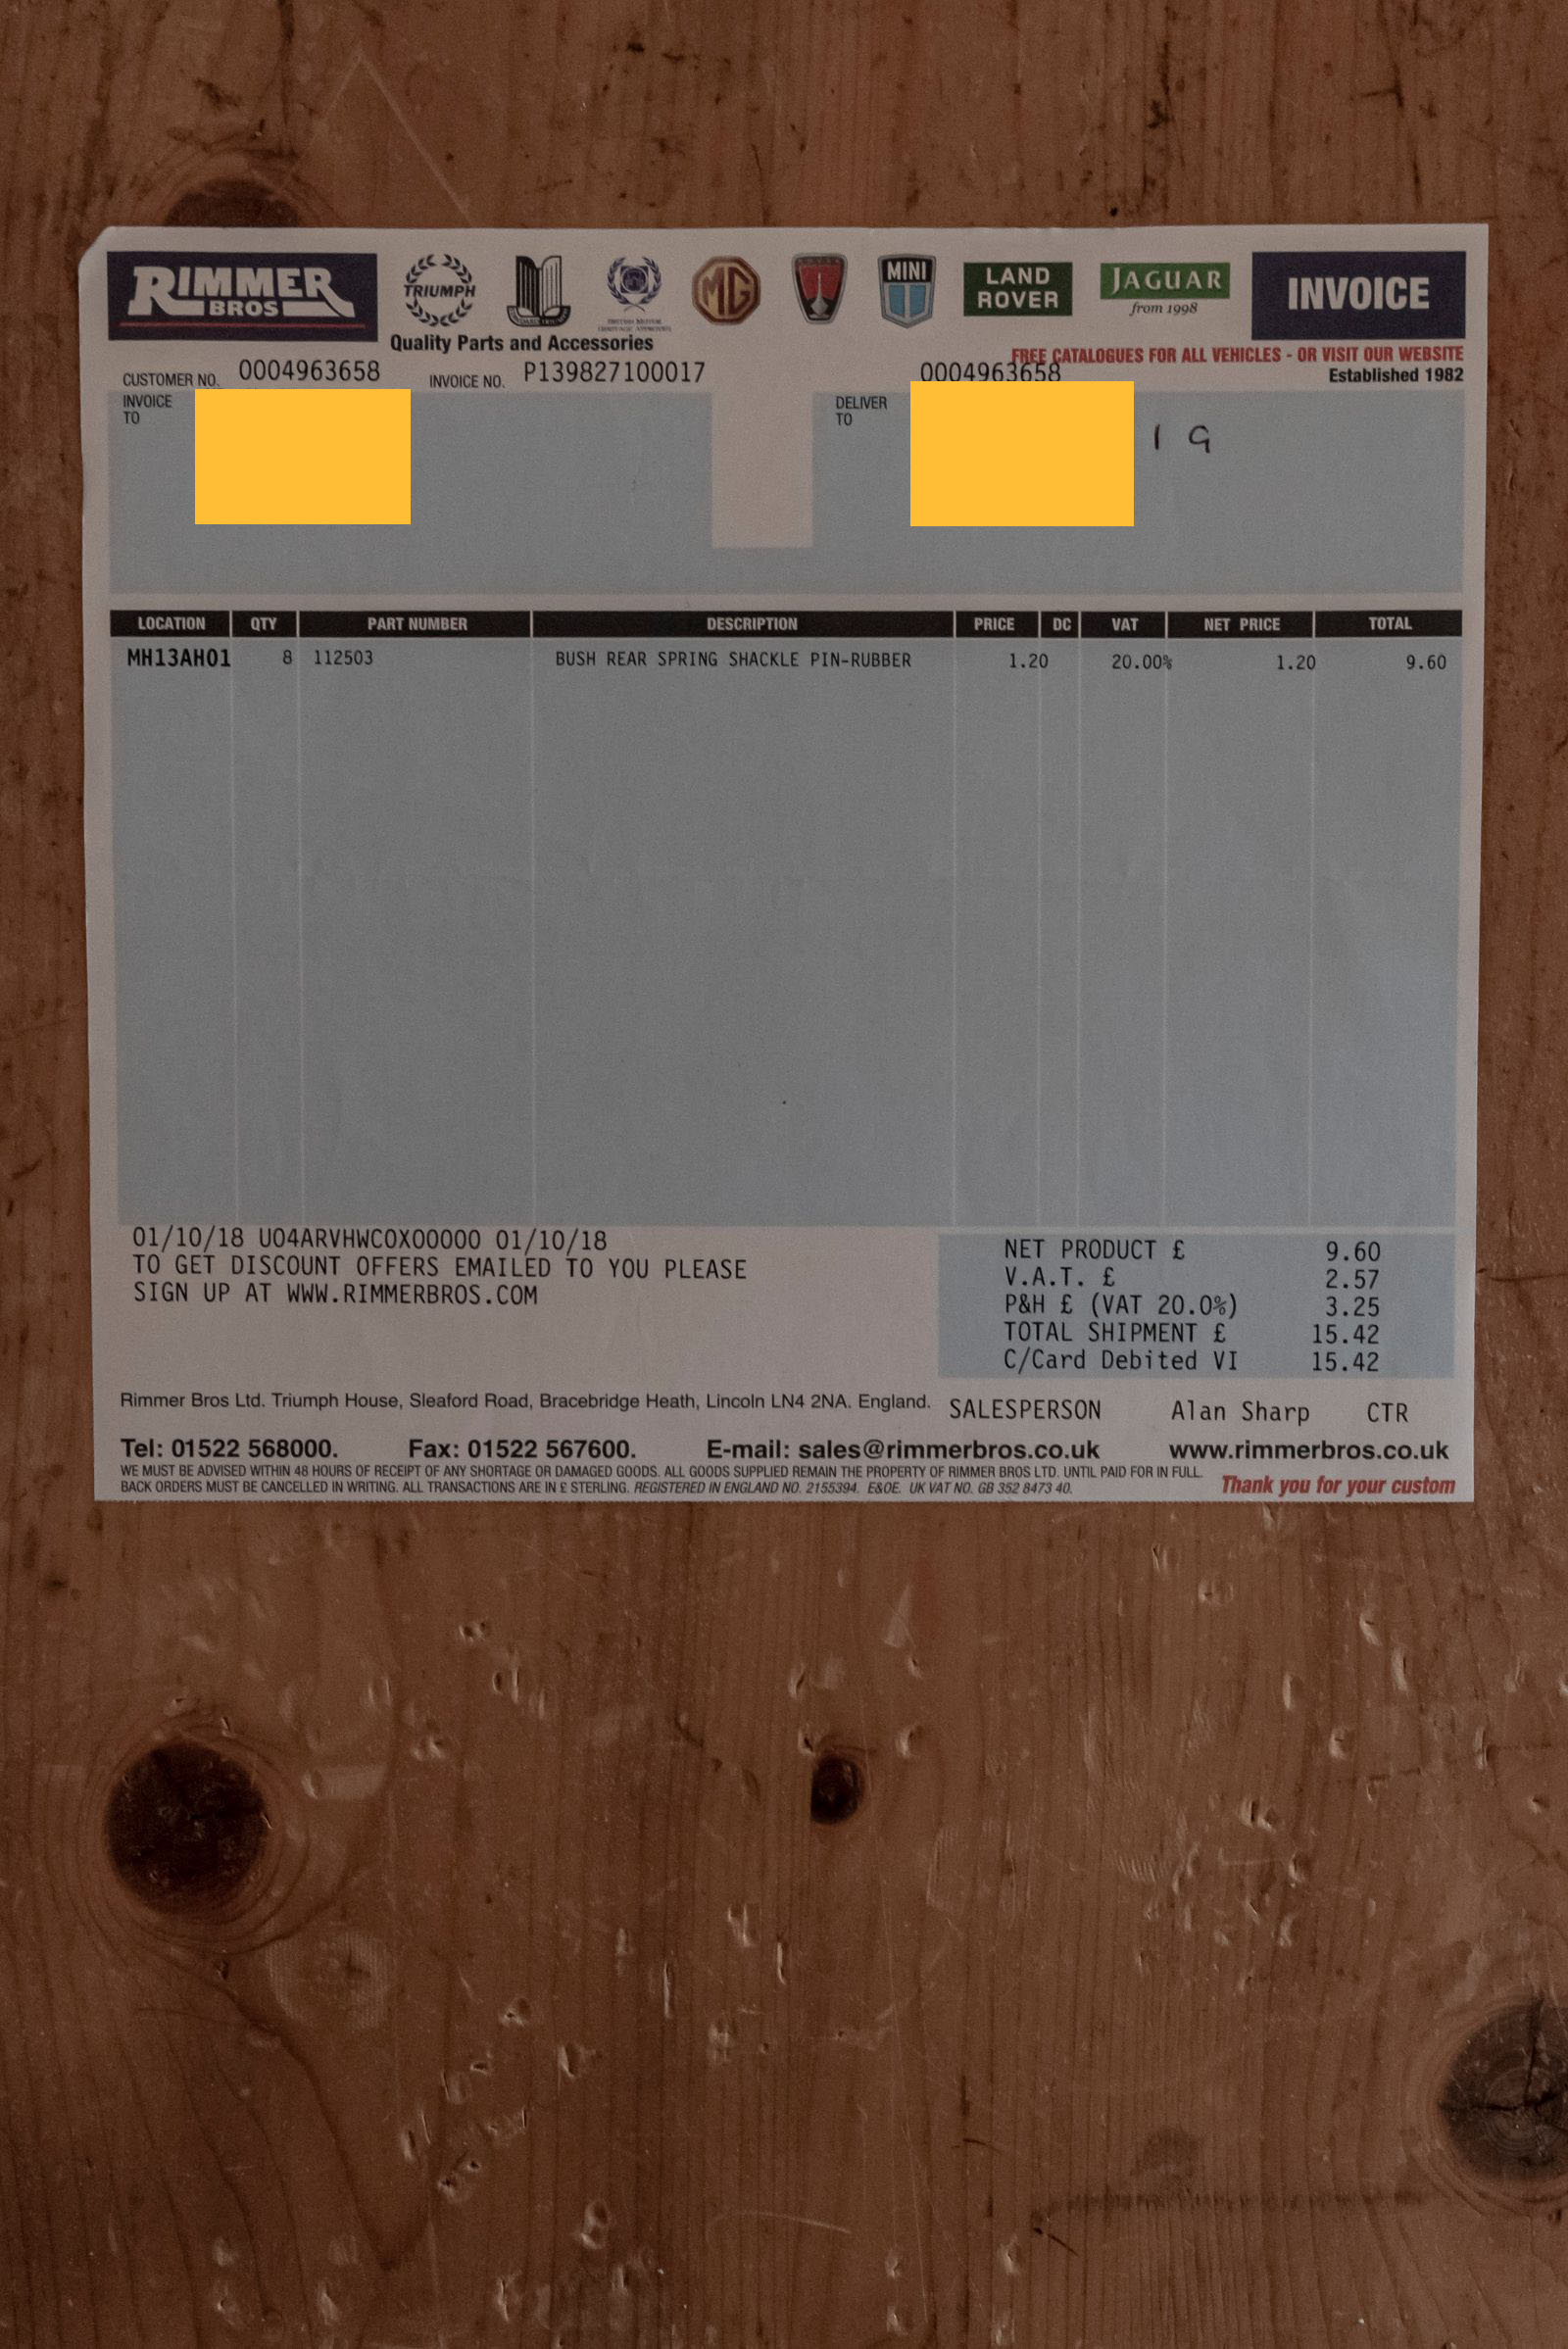 RIMMER BROS
TRIUMPH
MG
MINI
LAND ROVER
JAGUAR
from 1998
INVOICE
Quality Parts and Accessories
FREE CATALOGUES FOR ALL VEHICLES - OR VISIT OUR WEBSITE
Established 1982
CUSTOMER NO. 0004963658 INVOICE NO. P139827100017 0004963658
INVOICE TO
DELIVER TO
1 9
LOCATION QTY PART NUMBER DESCRIPTION PRICE DC VAT NET PRICE TOTAL
MH13AH01 8 112503 BUSH REAR SPRING SHACKLE PIN-RUBBER 1.20 20.00% 1.20 9.60
01/10/18 U04ARVHWC0X00000 01/10/18
TO GET DISCOUNT OFFERS EMAILED TO YOU PLEASE
SIGN UP AT WWW.RIMMERBROS.COM
NET PRODUCT £ 9.60
V.A.T. £ 2.57
P&H £ (VAT 20.0%) 3.25
TOTAL SHIPMENT £ 15.42
C/Card Debited VI 15.42
Rimmer Bros Ltd. Triumph House, Sleaford Road, Bracebridge Heath, Lincoln LN4 2NA. England.
SALESPERSON Alan Sharp CTR
Tel: 01522 568000. Fax: 01522 567600. E-mail: sales@rimmerbros.co.uk www.rimmerbros.co.uk
WE MUST BE ADVISED WITHIN 48 HOURS OF RECEIPT OF ANY SHORTAGE OR DAMAGED GOODS. ALL GOODS SUPPLIED REMAIN THE PROPERTY OF RIMMER BROS LTD. UNTIL PAID FOR IN FULL.
BACK ORDERS MUST BE CANCELLED IN WRITING. ALL TRANSACTIONS ARE IN £ STERLING. REGISTERED IN ENGLAND NO. 2155394. E&OE. UK VAT NO. GB 352 8473 40.
Thank you for your custom